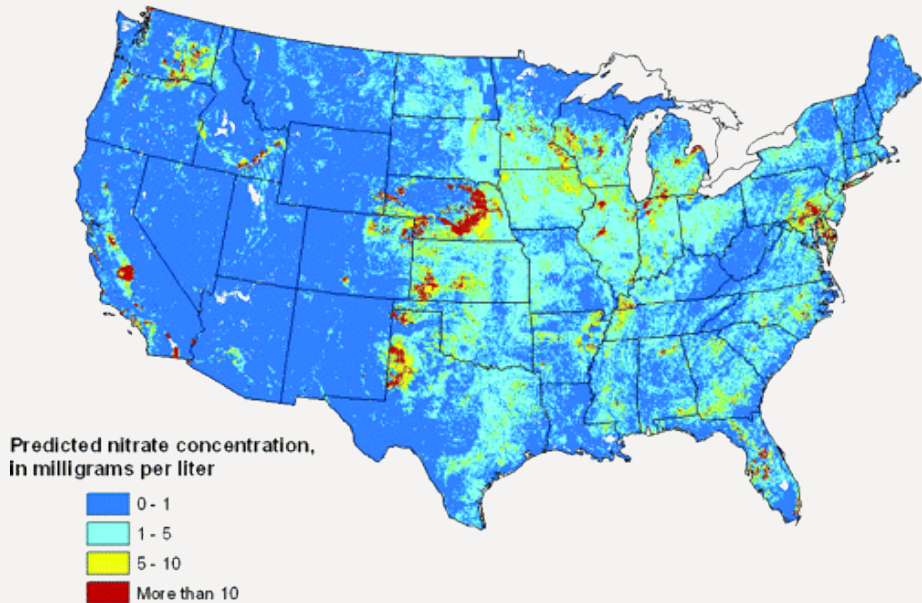 Predicted nitrate concentration,
in milligrams per liter
0 - 1
1 - 5
5 - 10
More than 10